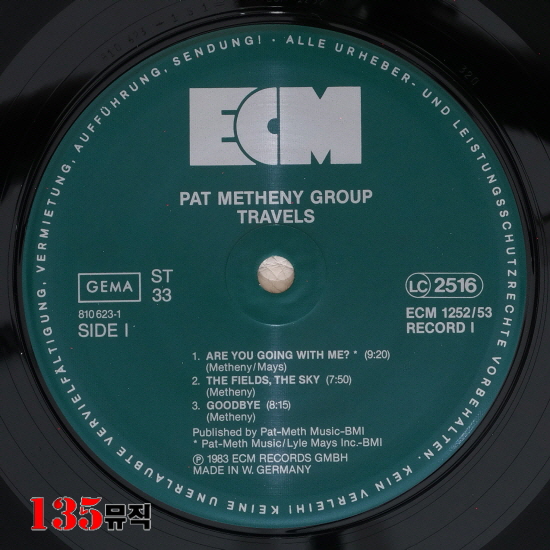 ALLE URHEBER- UND LEISTUNGSSCHUTZRECHTE VORBEHALTEN. KEIN VERLEIH! KEINE UNERLAUBTE VERVIELFÄLTIGUNG, VERMIETUNG, AUFFÜHRUNG, SENDUNG! ·
ECM
PAT METHENY GROUP
TRAVELS
GEMA
ST
33
LC 2516
810 623-1
SIDE I
ECM 1252/53
RECORD I
1. ARE YOU GOING WITH ME? * (9:20)
(Metheny/Mays)
2. THE FIELDS, THE SKY (7:50)
(Metheny)
3. GOODBYE (8:15)
(Metheny)
Published by Pat-Meth Music-BMI
* Pat-Meth Music/Lyle Mays Inc.-BMI
℗ 1983 ECM RECORDS GMBH
MADE IN W. GERMANY
135뮤직